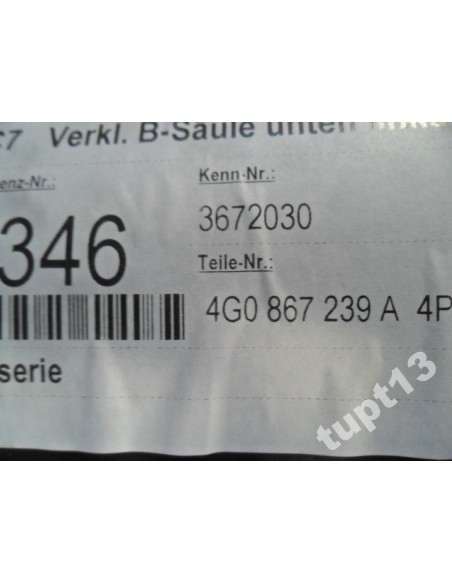 C7 Verkl. B-Säule unten
enz-Nr.:
Kenn-Nr.:
346
3672030
Teile-Nr.:
4G0 867 239 A 4P
serie
tupt13